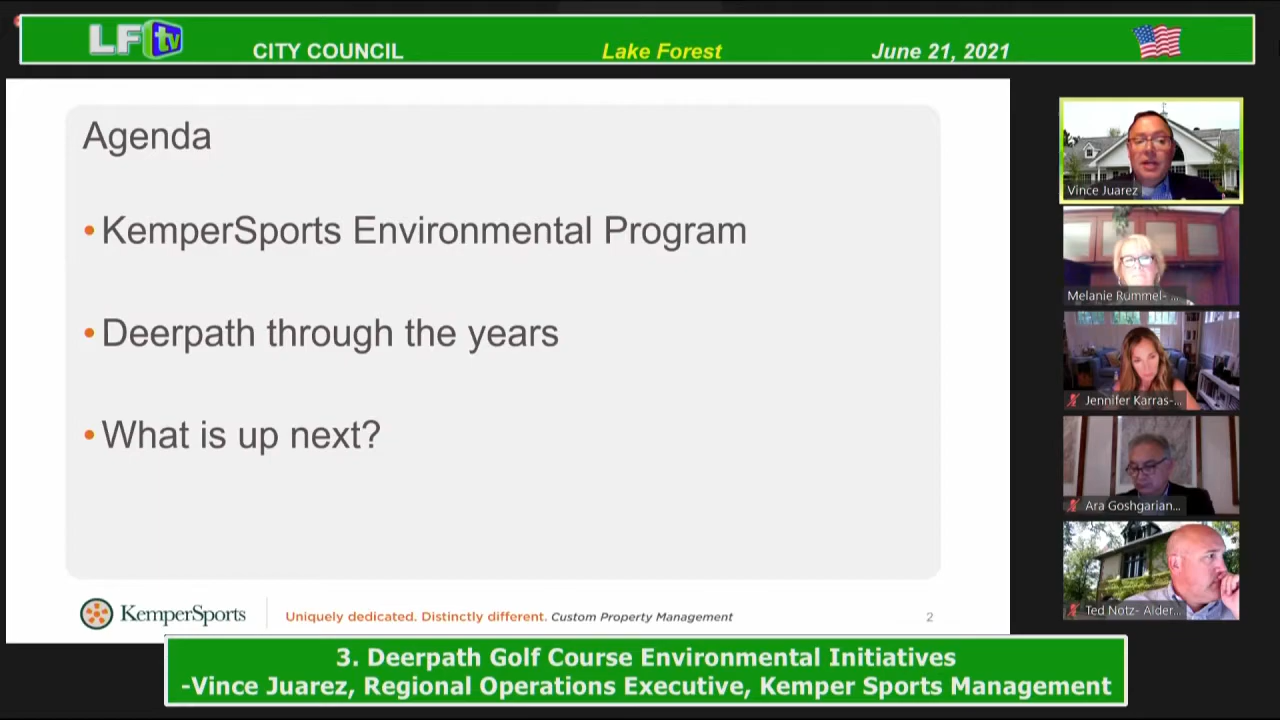 LFtv
CITY COUNCIL
Lake Forest
June 21, 2021
Agenda
•KemperSports Environmental Program
•Deerpath through the years
•What is up next?
KemperSports
Uniquely dedicated. Distinctly different. Custom Property Management
2
Vince Juarez
Melanie Rummel- ...
Jennifer Karras-...
Ara Goshgarian...
Ted Notz- Alder...
3. Deerpath Golf Course Environmental Initiatives
-Vince Juarez, Regional Operations Executive, Kemper Sports Management